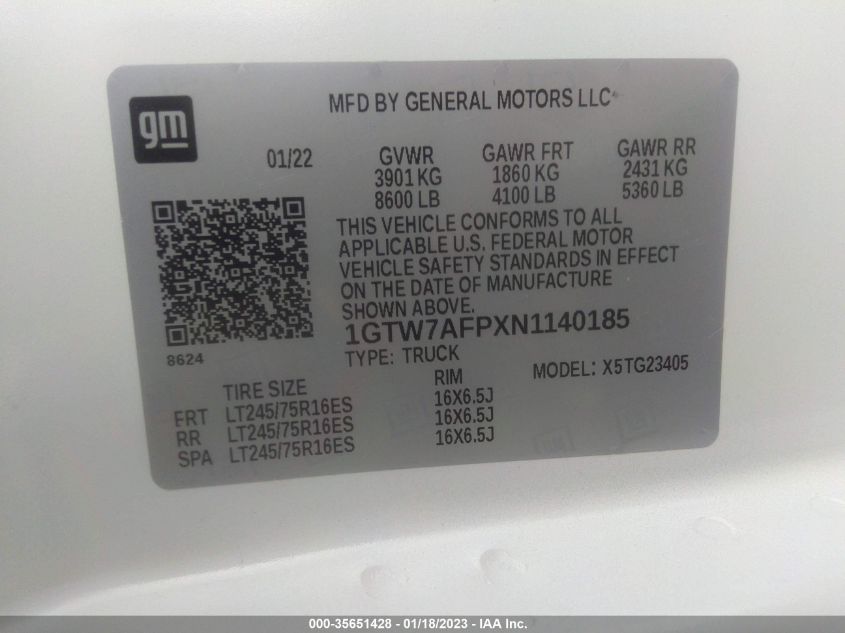 gm
MFD BY GENERAL MOTORS LLC
01/22 GVWR GAWR FRT GAWR RR
3901 KG 1860 KG 2431 KG
8600 LB 4100 LB 5360 LB
THIS VEHICLE CONFORMS TO ALL
APPLICABLE U.S. FEDERAL MOTOR
VEHICLE SAFETY STANDARDS IN EFFECT
ON THE DATE OF MANUFACTURE
SHOWN ABOVE.
1GTW7AFPXN1140185
8624
TYPE: TRUCK MODEL: X5TG23405
TIRE SIZE RIM
FRT LT245/75R16ES 16X6.5J
RR LT245/75R16ES 16X6.5J
SPA LT245/75R16ES 16X6.5J
000-35651428 - 01/18/2023 - IAA Inc.